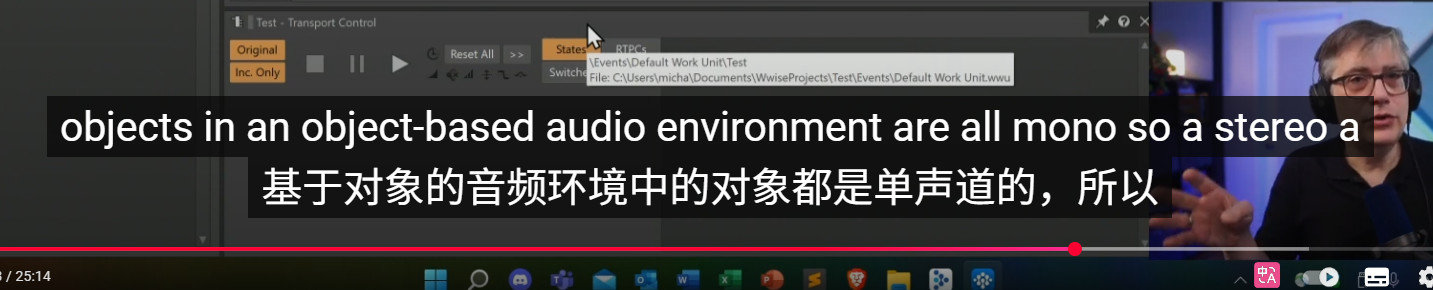 Test - Transport Control
Original
Inc. Only
Reset All
>>
States
RTPCs
Switche
\Events\Default Work Unit\Test
File: C:\Users\micha\Documents\WwiseProjects\Test\Events\Default Work Unit.wwu
objects in an object-based audio environment are all mono so a stereo a
基于对象的音频环境中的对象都是单声道的，所以
/ 25:14